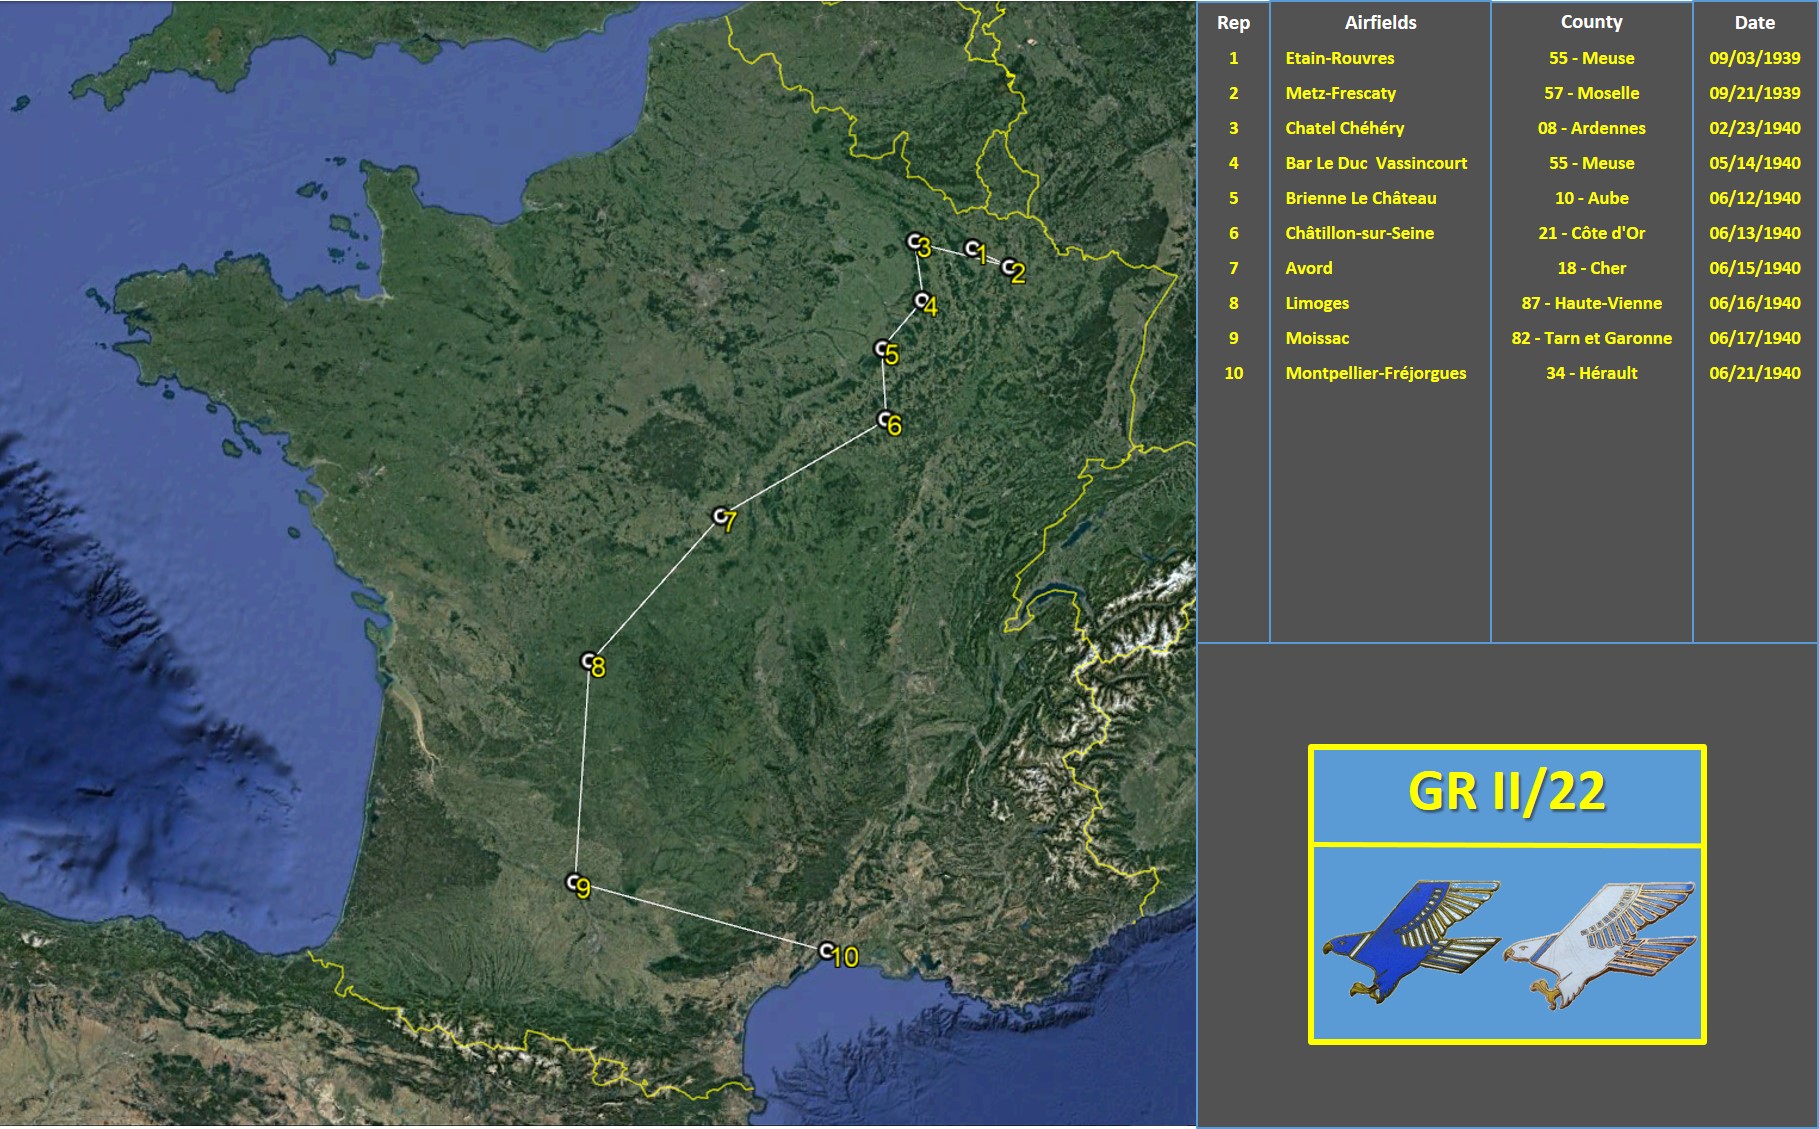 Rep Airfields County Date
1 Etain-Rouvres 55 - Meuse 09/03/1939
2 Metz-Frescaty 57 - Moselle 09/21/1939
3 Chatel Chéhéry 08 - Ardennes 02/23/1940
4 Bar Le Duc Vassincourt 55 - Meuse 05/14/1940
5 Brienne Le Château 10 - Aube 06/12/1940
6 Châtillon-sur-Seine 21 - Côte d'Or 06/13/1940
7 Avord 18 - Cher 06/15/1940
8 Limoges 87 - Haute-Vienne 06/16/1940
9 Moissac 82 - Tarn et Garonne 06/17/1940
10 Montpellier-Fréjorgues 34 - Hérault 06/21/1940
3
1
2
4
5
6
7
8
9
10
GR II/22